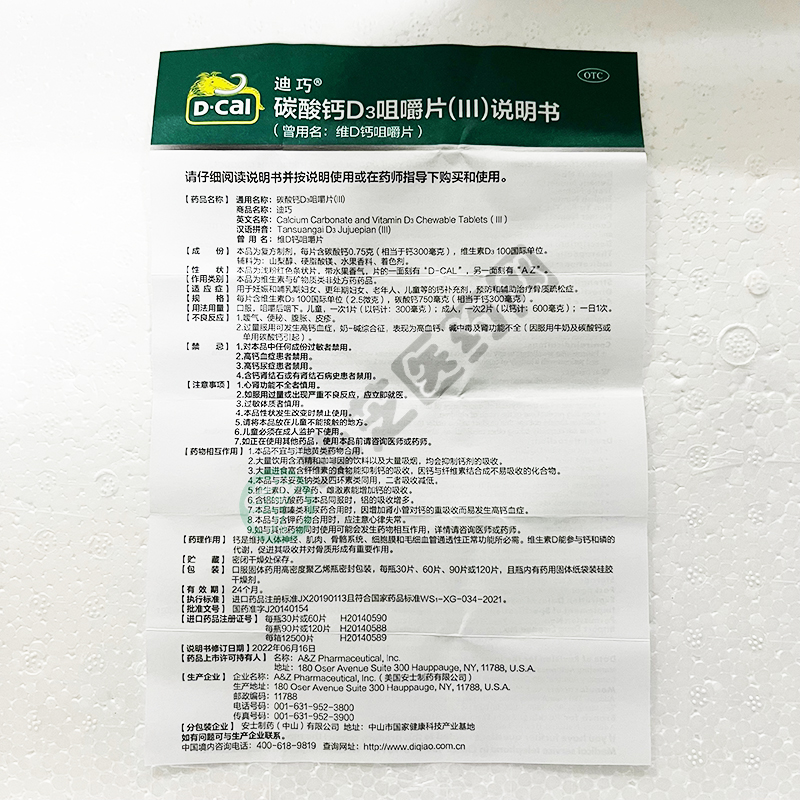 D·Cal
迪巧®
OTC
碳酸钙D₃咀嚼片(III)说明书
(曾用名:维D钙咀嚼片)
请仔细阅读说明书并按说明使用或在药师指导下购买和使用。
【药品名称】 通用名称:碳酸钙D₃咀嚼片(III)
商品名称:迪巧
英文名称:Calcium Carbonate and Vitamin D₃ Chewable Tablets (III)
汉语拼音:Tansuangai D₃ Jujuepian (III)
曾 用 名:维D钙咀嚼片
【成 份】 本品为复方制剂,每片含碳酸钙0.75克(相当于钙300毫克),维生素D₃ 100国际单位。
辅料为:山梨醇、硬脂酸镁、水果香料、着色剂。
【性 状】 本品为浅粉红色条状片、带水果香气,片的一面刻有“D-CAL”,另一面刻有“A Z”。
【作用类别】 本品为维生素与矿物质类非处方药药品。
【适 应 症】 用于妊娠和哺乳期妇女、更年期妇女、老年人、儿童等的钙补充剂,预防和辅助治疗骨质疏松症。
【规 格】 每片含维生素D₃ 100国际单位(2.5微克),碳酸钙750毫克(相当于钙300毫克)。
【用法用量】 口服,咀嚼后咽下。儿童,一次1片(以钙计:300毫克);成人,一次2片(以钙计:600毫克);一日1次。
【不良反应】 1.嗳气、便秘、腹胀、皮疹。
2.过量服用可发生高钙血症,奶-碱综合征,表现为高血钙、碱中毒及肾功能不全(因服用牛奶及碳酸钙或
单用碳酸钙引起)。
【禁 忌】 1.对本品中任何成份过敏者禁用。
2.高钙血症患者禁用。
3.高钙尿症患者禁用。
4.含钙肾结石或有肾结石病史患者禁用。
【注意事项】 1.心肾功能不全者慎用。
2.如服用过量或出现严重不良反应,应立即就医。
3.过敏体质者慎用。
4.本品性状发生改变时禁止使用。
5.请将本品放在儿童不能接触的地方。
6.儿童必须在成人监护下使用。
7.如正在使用其他药品,使用本品前请咨询医师或药师。
【药物相互作用】 1.本品不宜与洋地黄类药物合用。
2.大量饮用含酒精和咖啡因的饮料以及大量吸烟,均会抑制钙剂的吸收。
3.大量进食富含纤维素的食物能抑制钙的吸收,因钙与纤维结合成不易吸收的化合物。
4.本品与苯妥英钠类及四环素类同用,二者吸收减低。
5.维生素D、避孕药、雌激素能增加钙的吸收。
6.含铝的抗酸药与本品同服时,铝的吸收增多。
7.本品与噻嗪类利尿药合用时,因增加肾小管对钙的重吸收而易发生高钙血症。
8.本品与含钾药物合用时,应注意心律失常。
9.如与其他药物同时使用可能会发生药物相互作用,详情请咨询医师或药师。
【药理作用】 钙是维持人体神经、肌肉、骨骼系统、细胞膜和毛细血管通透性正常功能所必需。维生素D能参与钙和磷的
代谢,促进其吸收并对骨质形成有重要作用。
【贮 藏】 密闭干燥处保存。
【包 装】 口服固体药用高密度聚乙烯瓶密封包装,每瓶30片、60片、90片或120片,且瓶内有药用固体纸袋装硅胶
干燥剂。
【有 效 期】 24个月。
【执行标准】 进口药品注册标准JX20190113且符合国家药品标准WS₁-XG-034-2021。
【批准文号】 国药准字J20140154
【进口药品注册证号】 每瓶30片或60片 H20140590
每瓶90片或120片 H20140588
每箱12500片 H20140589
【说明书修订日期】 2022年06月16日
【药品上市许可持有人】 名称:A&Z Pharmaceutical, Inc.
地址:180 Oser Avenue Suite 300 Hauppauge, NY, 11788, U.S.A.
【生产企业】 企业名称:A&Z Pharmaceutical, Inc.(美国安士制药有限公司)
生产地址:180 Oser Avenue Suite 300 Hauppauge, NY, 11788, U.S.A.
邮政编码:11788
电话号码:001-631-952-3800
传真号码:001-631-952-3900
【分包装企业】 安士制药(中山)有限公司 地址:中山市国家健康科技产业基地
如有问题可与生产企业联系。
中国境内咨询电话:400-618-9819 查询网址:http://www.diqiao.com.cn